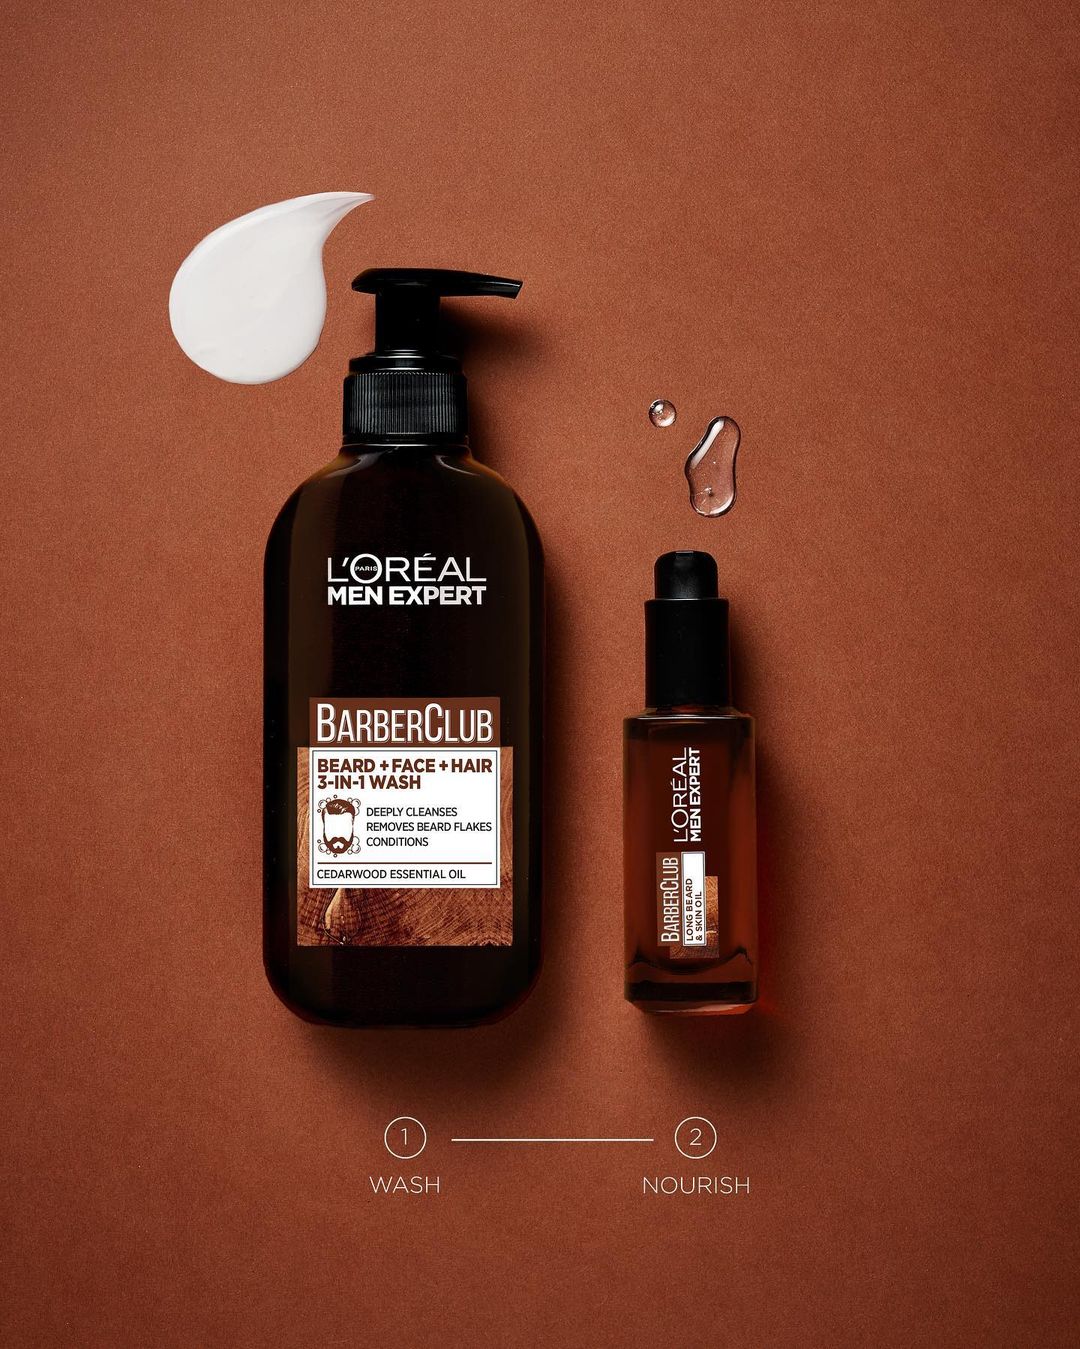 L'ORÉAL
PARIS
MEN EXPERT
BARBERCLUB
BEARD + FACE + HAIR
3-IN-1 WASH
DEEPLY CLEANSES
REMOVES BEARD FLAKES
CONDITIONS
CEDARWOOD ESSENTIAL OIL
L'ORÉAL
MEN EXPERT
BARBERCLUB
LONG BEARD
& SKIN OIL
1
2
WASH
NOURISH